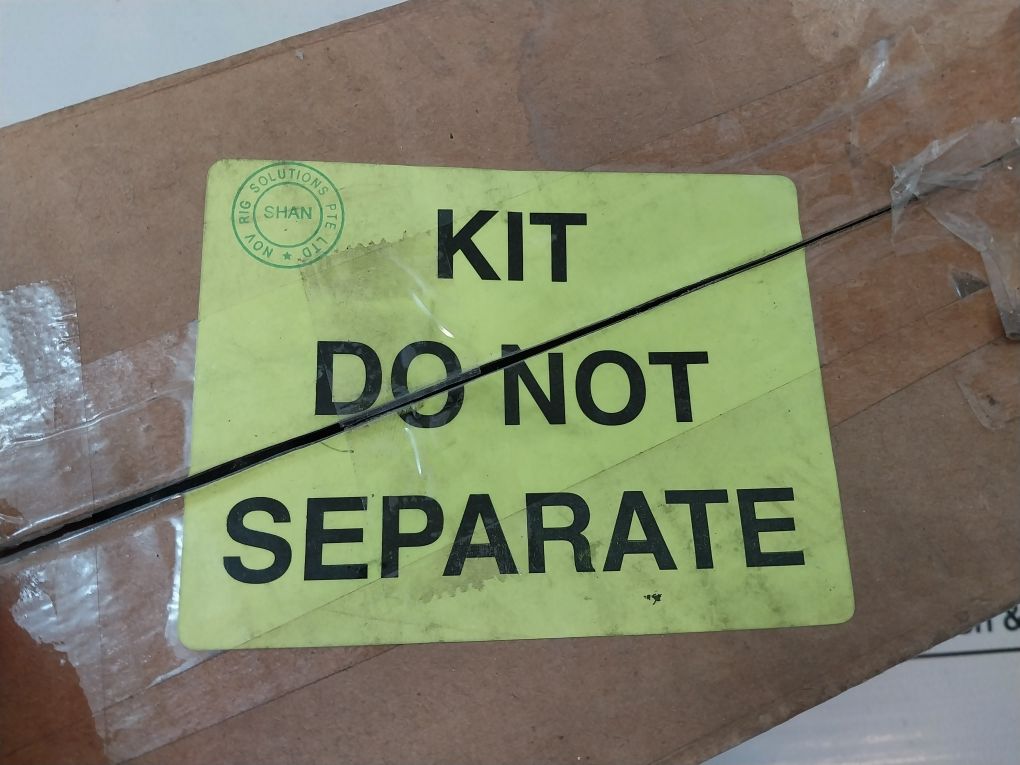 NOV RIG SOLUTIONS PTE LTD
SHAN
KIT
DO NOT
SEPARATE
&